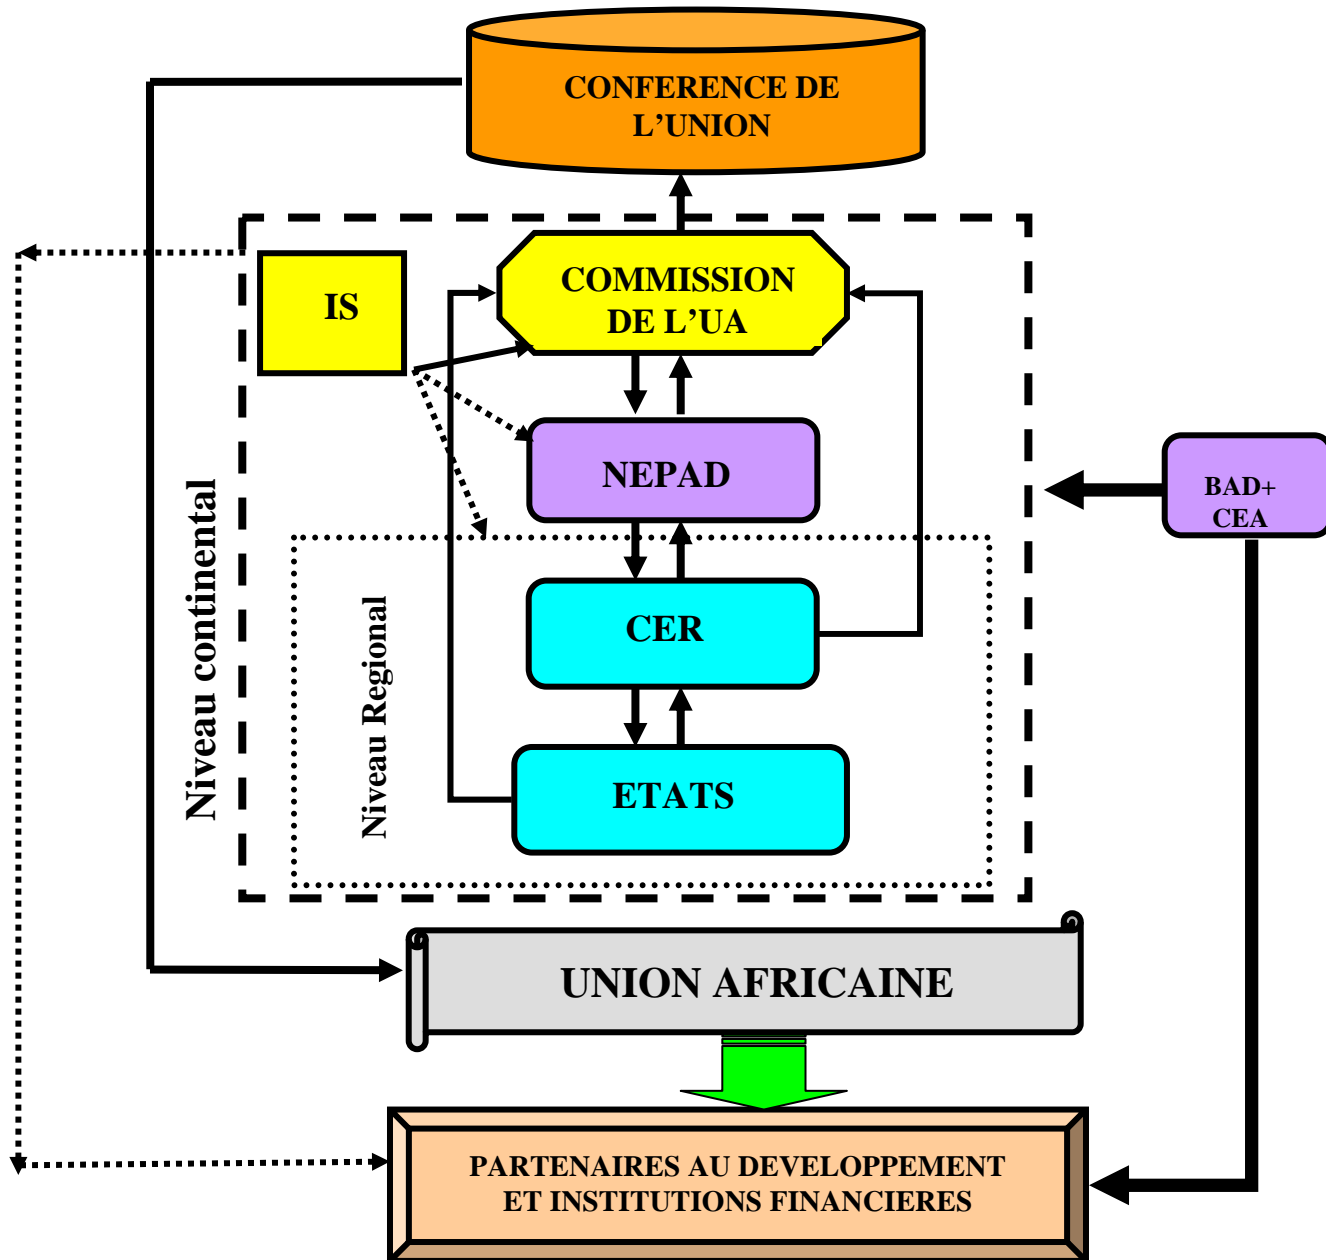 CONFERENCE DE
L’UNION
IS
COMMISSION
DE L’UA
NEPAD
BAD+
CEA
Niveau continental
Niveau Regional
CER
ETATS
UNION AFRICAINE
PARTENAIRES AU DEVELOPPEMENT
ET INSTITUTIONS FINANCIERES